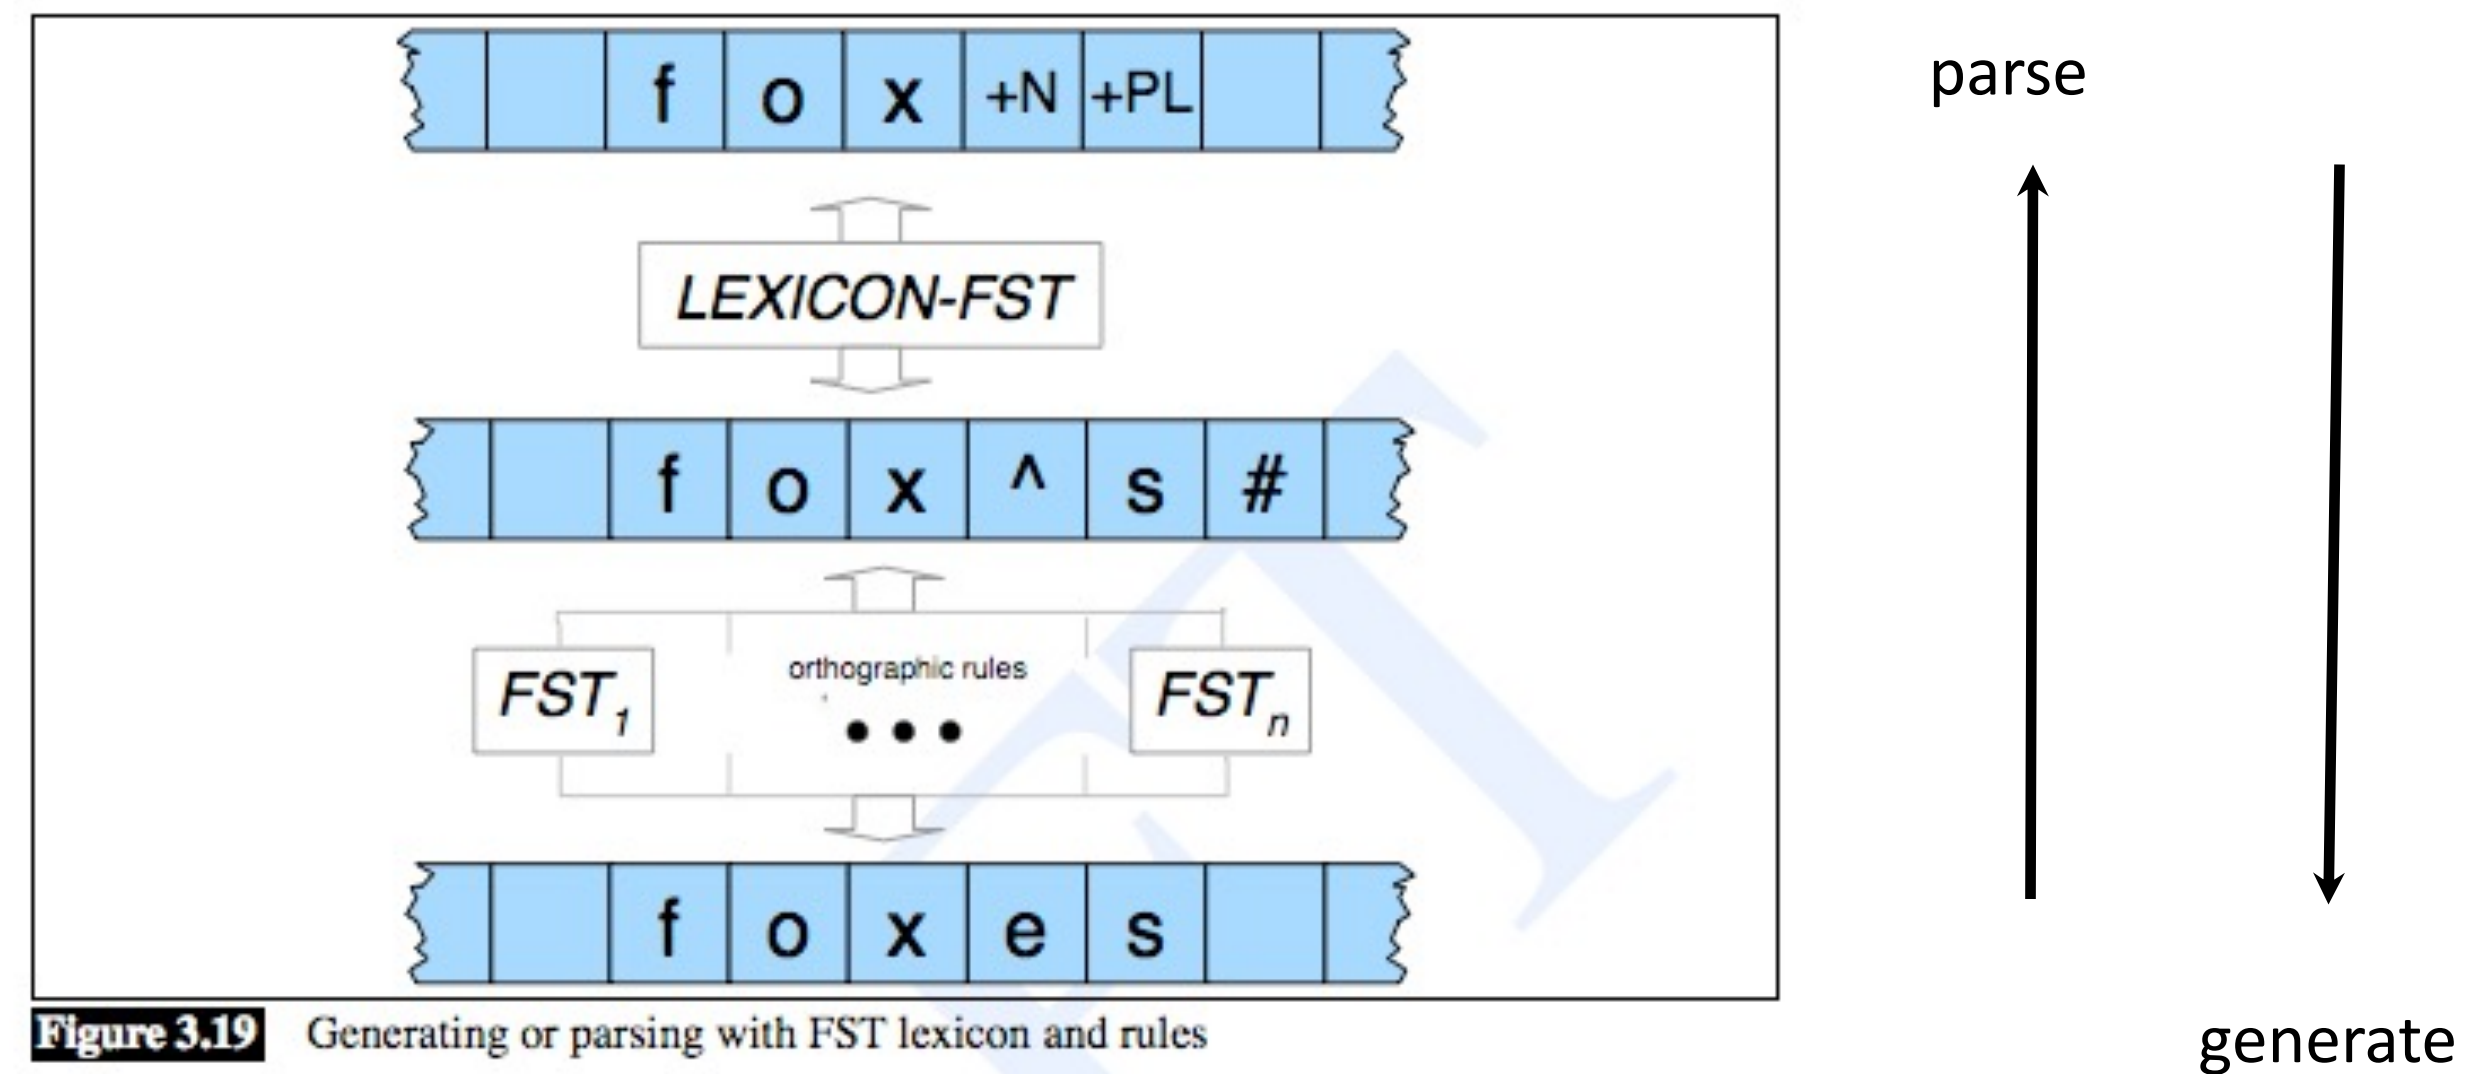 f o x +N +PL
parse
LEXICON-FST
f o x ^ s #
orthographic rules
FST1 ● ● ● FSTn
f o x e s
Figure 3.19 Generating or parsing with FST lexicon and rules
generate